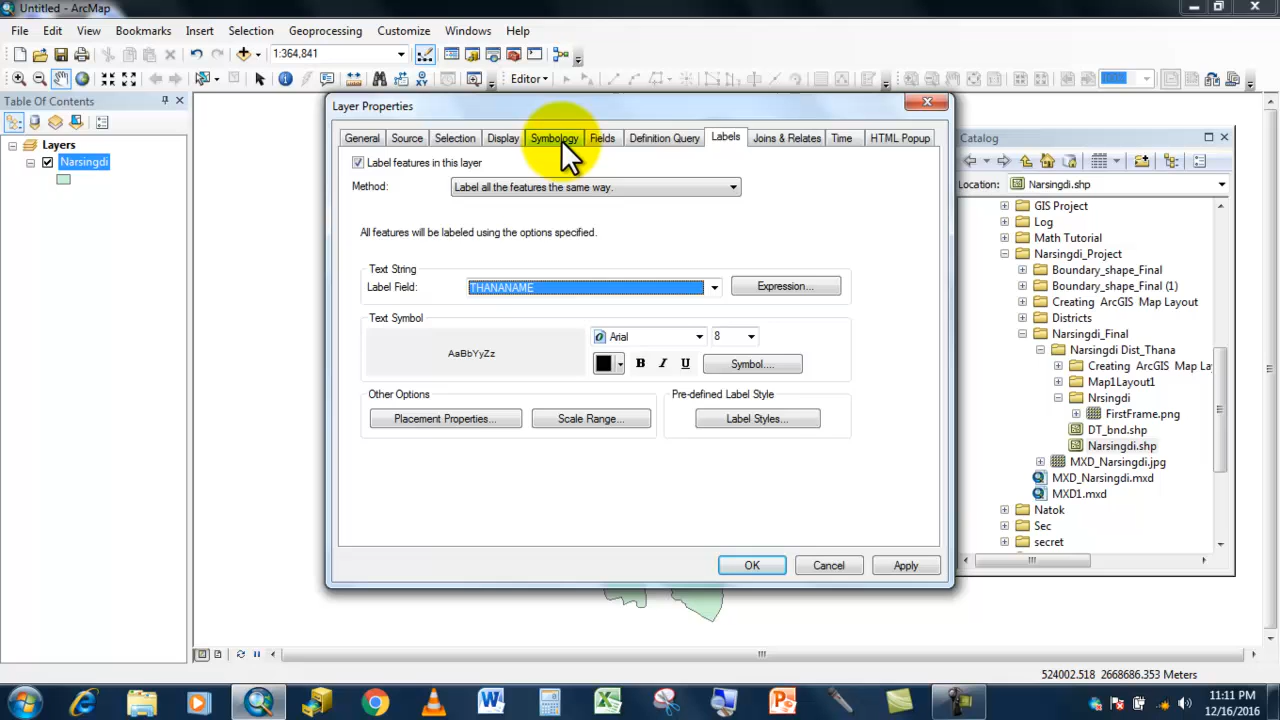 Untitled - ArcMap
File Edit View Bookmarks Insert Selection Geoprocessing Customize Windows Help
1:364,841
Editor
100%
Table Of Contents
Layers
Narsingdi
Layer Properties
General Source Selection Display Symbology Fields Definition Query Labels Joins & Relates Time HTML Popup
Label features in this layer
Method: Label all the features the same way.
All features will be labeled using the options specified.
Text String
Label Field: THANANAME Expression...
Text Symbol
AaBbYyZz
Arial 8
B I U Symbol....
Other Options
Placement Properties... Scale Range...
Pre-defined Label Style
Label Styles...
OK Cancel Apply
Catalog
Location: Narsingdi.shp
GIS Project
Log
Math Tutorial
Narsingdi_Project
Boundary_shape_Final
Boundary_shape_Final (1)
Creating ArcGIS Map Layout
Districts
Narsingdi_Final
Narsingdi Dist_Thana
Creating ArcGIS Map La
Map1Layout1
Nrsingdi
FirstFrame.png
DT_bnd.shp
Narsingdi.shp
MXD_Narsingdi.jpg
MXD_Narsingdi.mxd
MXD1.mxd
Natok
Sec
secret
524002.518 2668686.353 Meters
11:11 PM
12/16/2016